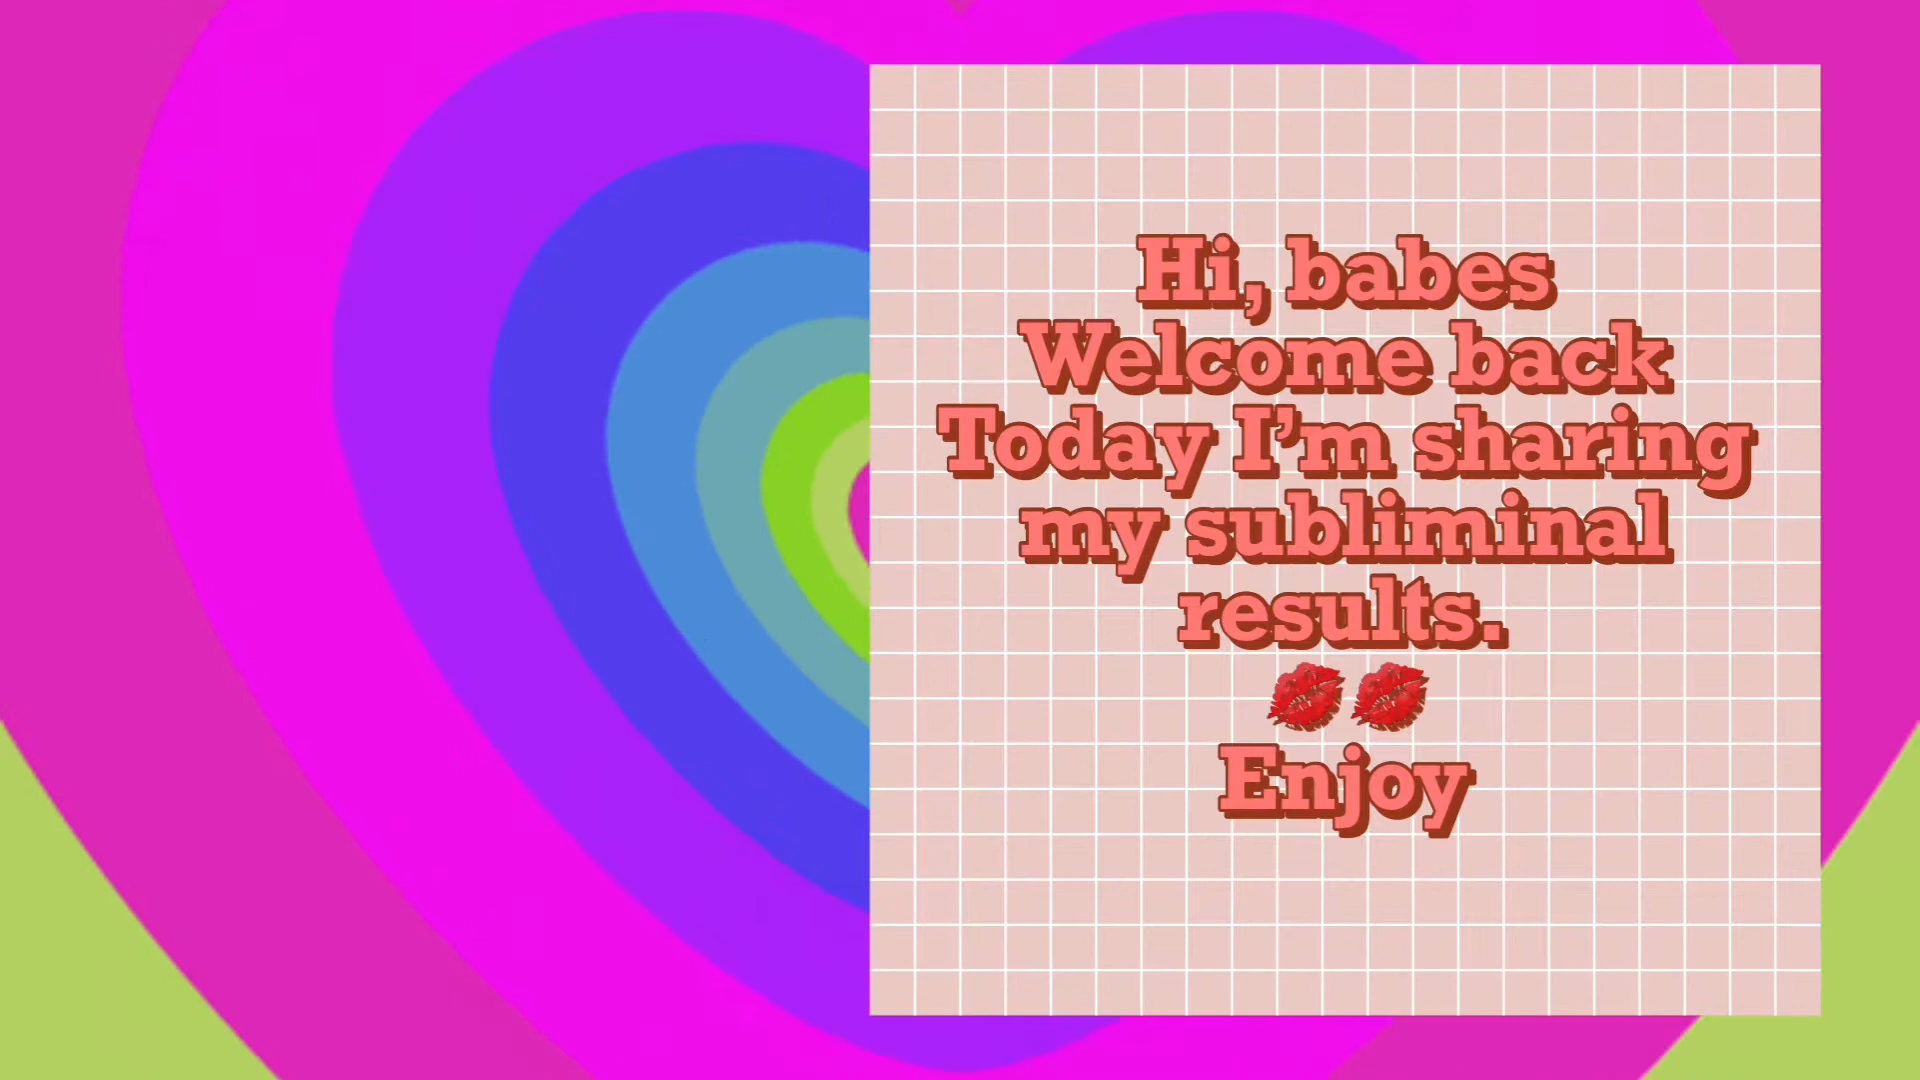 Hi, babes
Welcome back
Today I'm sharing
my subliminal
results.
💋💋
Enjoy